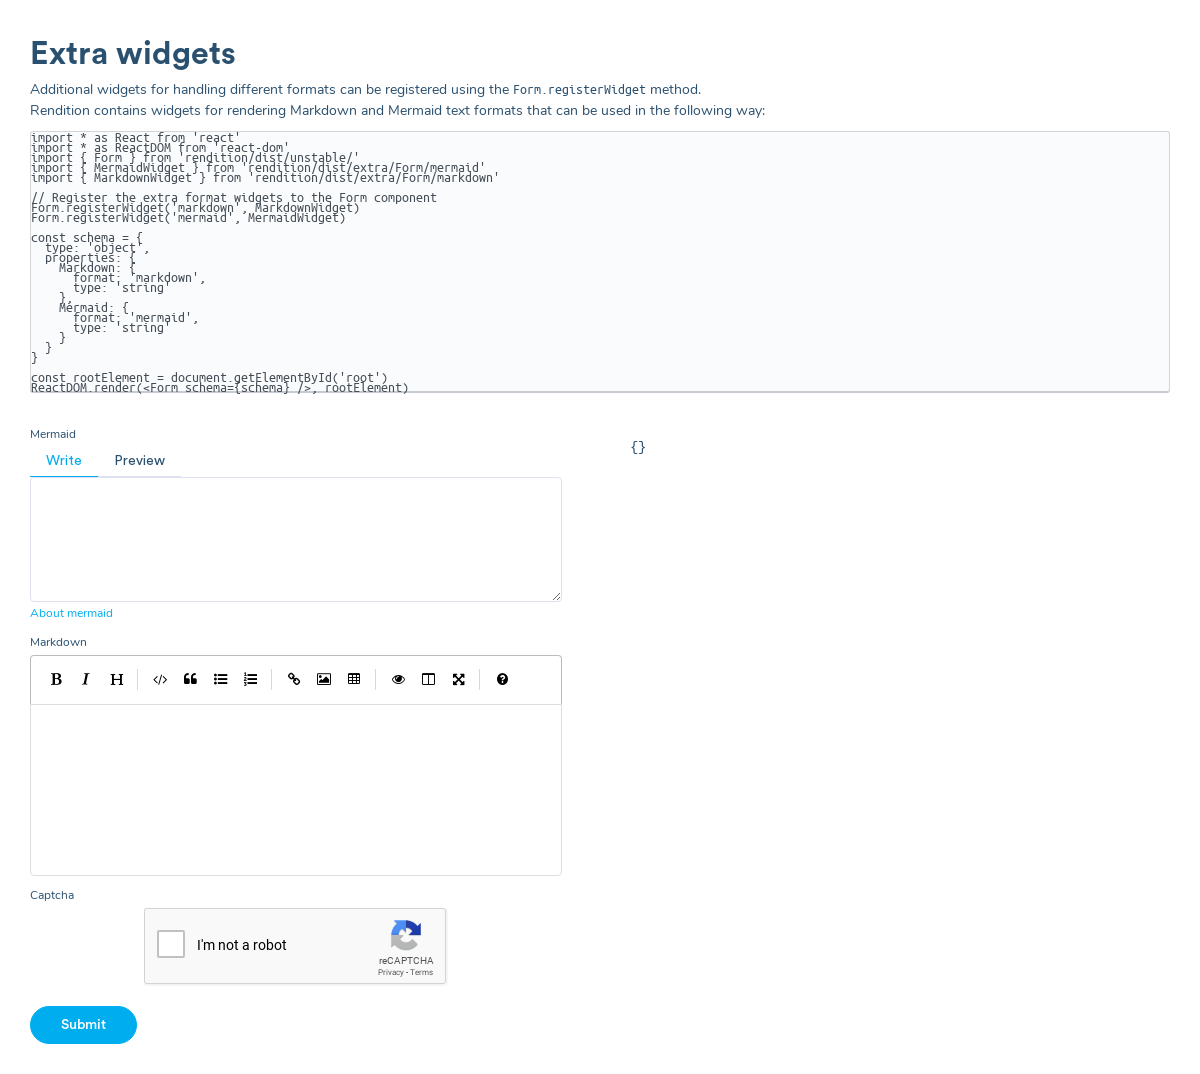 Extra widgets
Additional widgets for handling different formats can be registered using the Form.registerWidget method.
Rendition contains widgets for rendering Markdown and Mermaid text formats that can be used in the following way:
import * as React from 'react'
import * as ReactDOM from 'react-dom'
import { Form } from 'rendition/dist/unstable/'
import { MermaidWidget } from 'rendition/dist/extra/Form/mermaid'
import { MarkdownWidget } from 'rendition/dist/extra/Form/markdown'

// Register the extra format widgets to the Form component
Form.registerWidget('markdown', MarkdownWidget)
Form.registerWidget('mermaid', MermaidWidget)

const schema = {
  type: 'object',
  properties: {
    Markdown: {
      format: 'markdown',
      type: 'string'
    },
    Mermaid: {
      format: 'mermaid',
      type: 'string'
    }
  }
}

const rootElement = document.getElementById('root')
ReactDOM.render(<Form schema={schema} />, rootElement)
Mermaid
{}
Write Preview
About mermaid
Markdown
B I H
Captcha
I'm not a robot
reCAPTCHA
Privacy - Terms
Submit